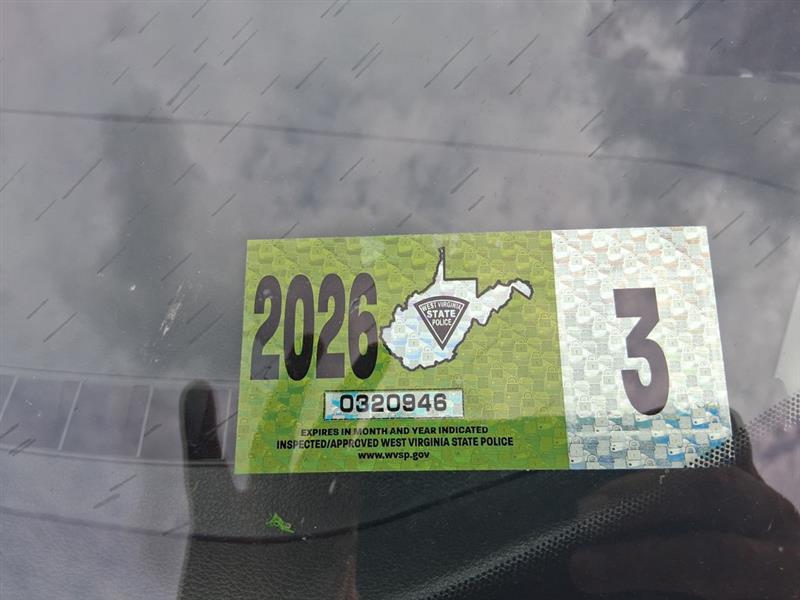 2026
WEST VIRGINIA
STATE
POLICE
3
0320946
EXPIRES IN MONTH AND YEAR INDICATED
INSPECTED/APPROVED WEST VIRGINIA STATE POLICE
www.wvsp.gov